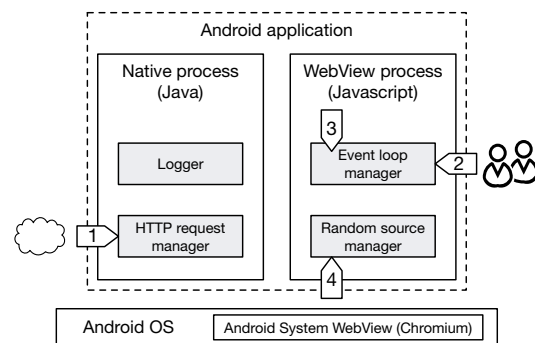 Android application
Native process
(Java)
WebView process
(Javascript)
3
Logger
Event loop
manager
2
1
HTTP request
manager
Random source
manager
4
Android OS
Android System WebView (Chromium)